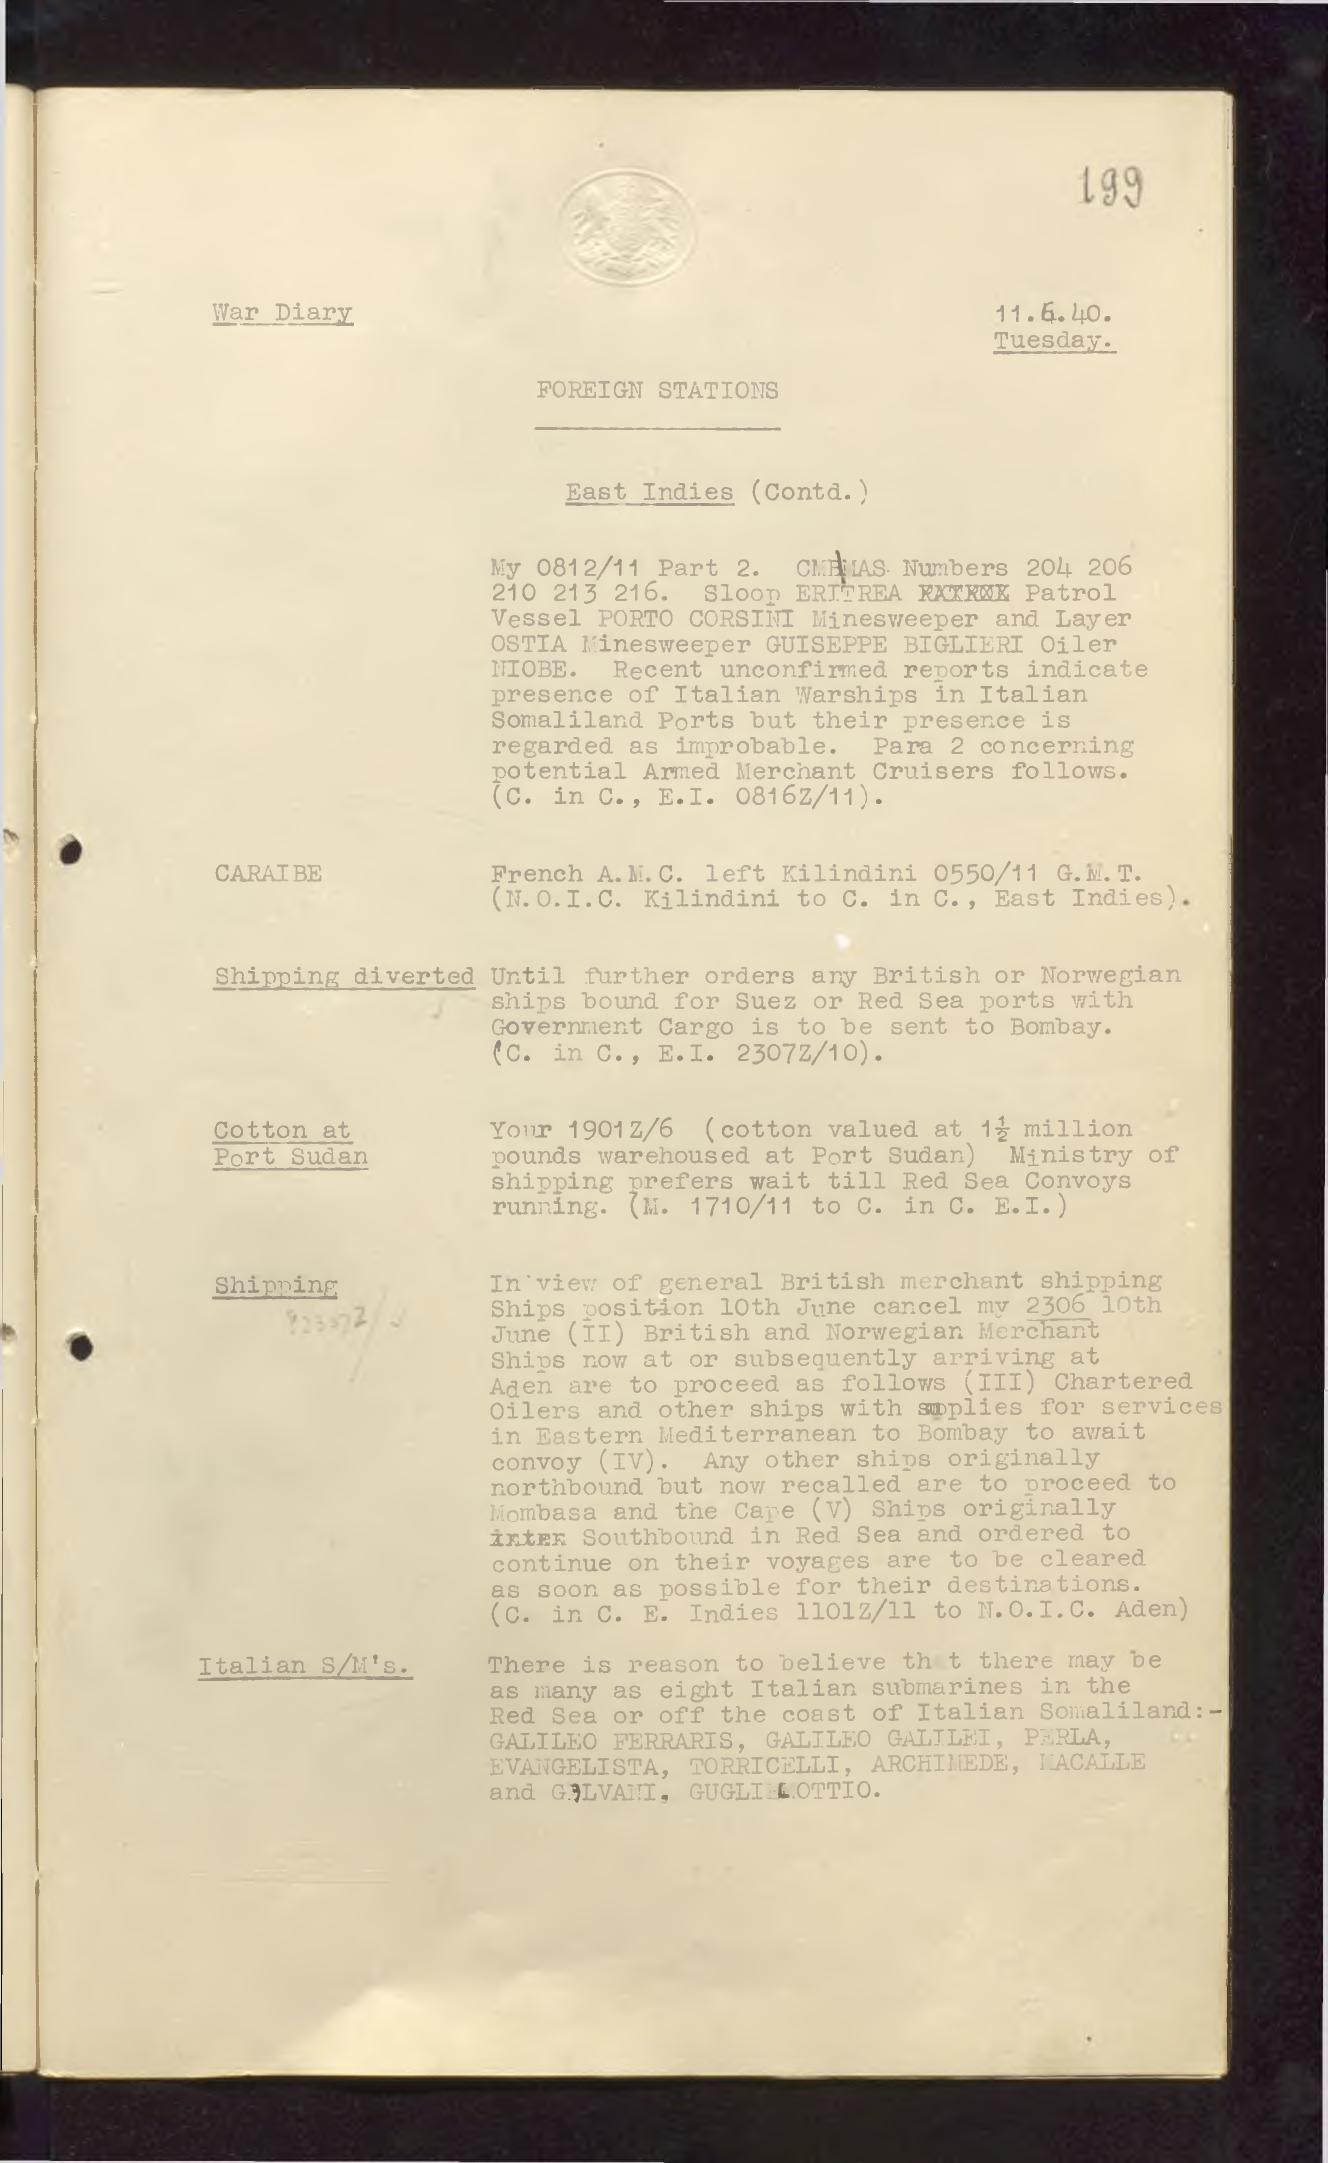 199
War Diary
11.6.40.
Tuesday.
FOREIGN STATIONS
East Indies (Contd.)
My 0812/11 Part 2. Numbers 204 206
210 213 216. Sloop ERITREA Patrol
Vessel PORTO CORSINI Minesweeper and Layer
OSTIA Minesweeper GUISEPPE BIGLIERI Oiler
NIOBE. Recent unconfirmed reports indicate
presence of Italian Warships in Italian
Somaliland Ports but their presence is
regarded as improbable. Para 2 concerning
potential Armed Merchant Cruisers follows.
(C. in C., E.I. 0816Z/11).
CARAIBE
French A.M.C. left Kilindini 0550/11 G.M.T.
(N.O.I.C. Kilindini to C. in C., East Indies).
Shipping diverted
Until further orders any British or Norwegian
ships bound for Suez or Red Sea ports with
Government Cargo is to be sent to Bombay.
(C. in C., E.I. 2307Z/10).
Cotton at
Port Sudan
Your 1901Z/6 (cotton valued at 1½ million
pounds warehoused at Port Sudan) Ministry of
shipping prefers wait till Red Sea Convoys
running. (M. 1710/11 to C. in C. E.I.)
Shipping
In view of general British merchant shipping
Ships position 10th June cancel my 2306 10th
June (II) British and Norwegian Merchant
Ships now at or subsequently arriving at
Aden are to proceed as follows (III) Chartered
Oilers and other ships with supplies for services
in Eastern Mediterranean to Bombay to await
convoy (IV). Any other ships originally
northbound but now recalled are to proceed to
Mombasa and the Cape (V) Ships originally
Southbound in Red Sea and ordered to
continue on their voyages are to be cleared
as soon as possible for their destinations.
(C. in C. E. Indies 1101Z/11 to N.O.I.C. Aden)
Italian S/M's.
There is reason to believe that there may be
as many as eight Italian submarines in the
Red Sea or off the coast of Italian Somaliland:-
GALILEO FERRARIS, GALILEO GALILEI, PERLA,
EVANGELISTA, TORRICELLI, ARCHIMEDE, MACALLE
and GALVANI,